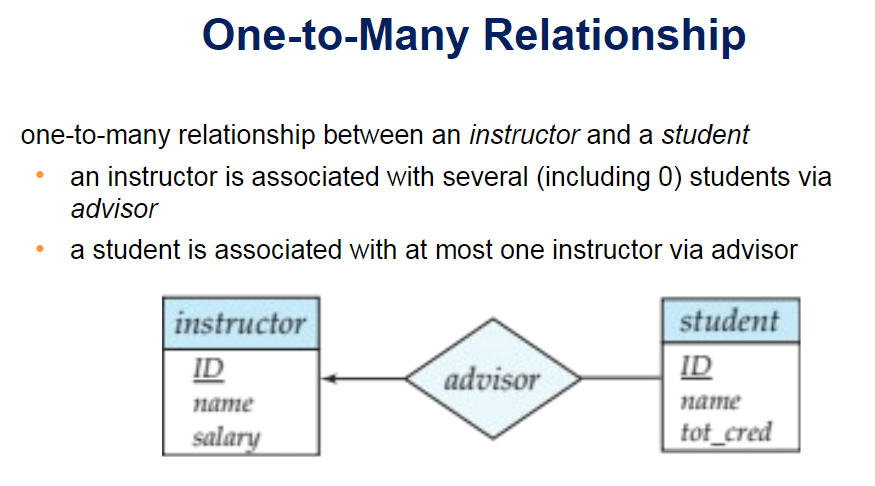 One-to-Many Relationship
one-to-many relationship between an instructor and a student
• an instructor is associated with several (including 0) students via
advisor
• a student is associated with at most one instructor via advisor
instructor
ID
name
salary
advisor
student
ID
name
tot_cred